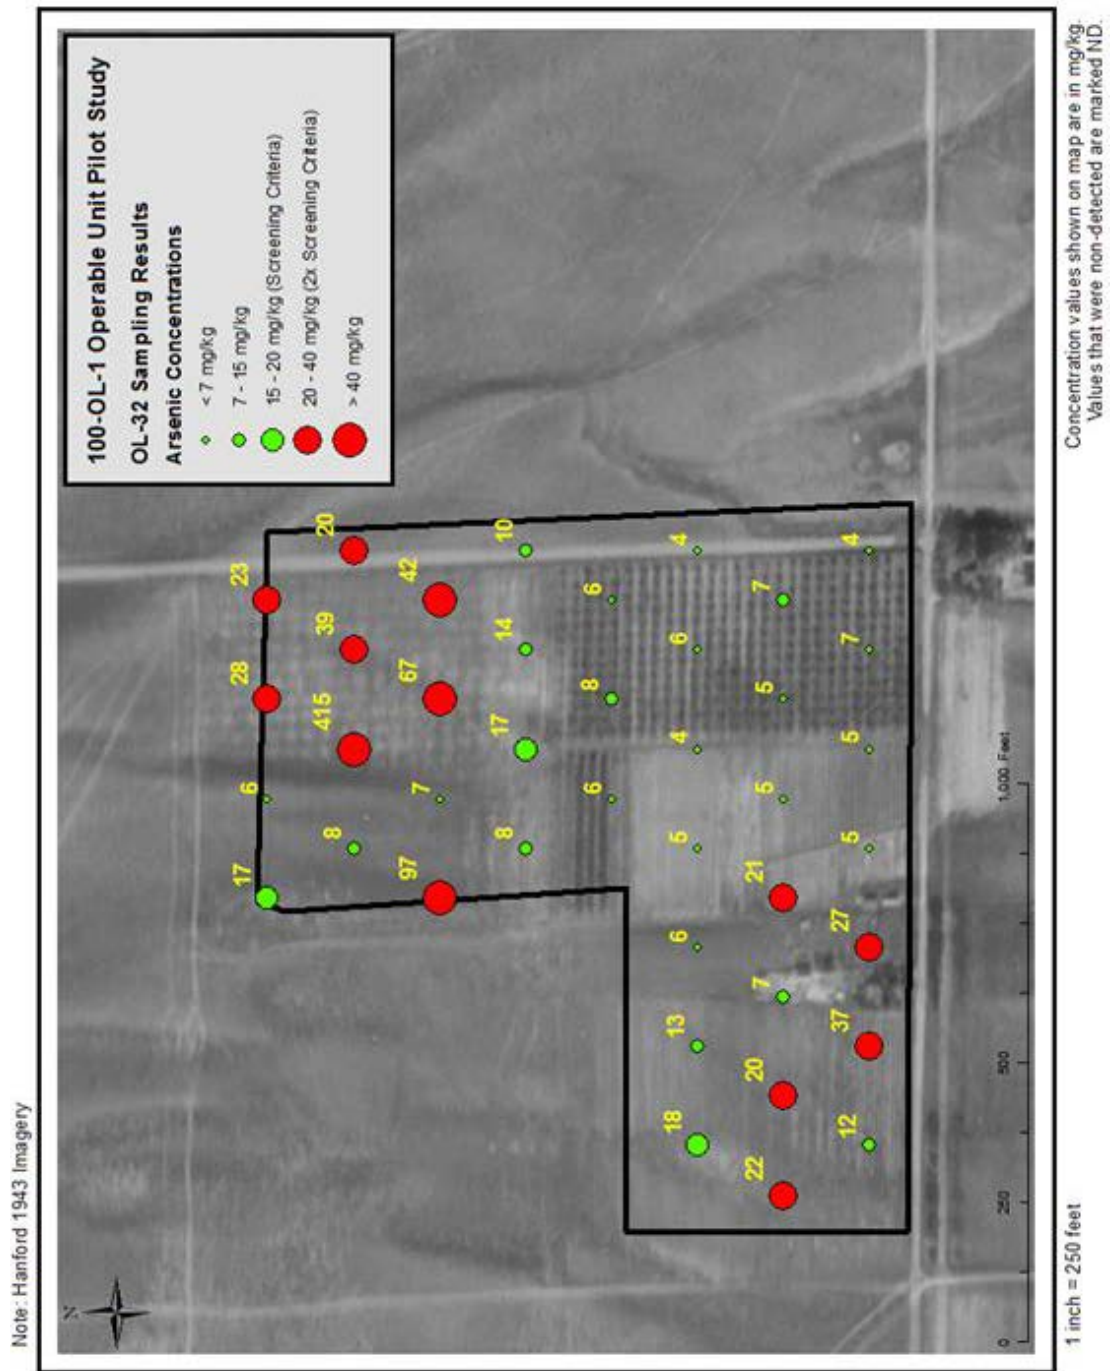 Note: Hanford 1943 Imagery
N
100-OL-1 Operable Unit Pilot Study
OL-32 Sampling Results
Arsenic Concentrations
< 7 mg/kg
7 - 15 mg/kg
15 - 20 mg/kg (Screening Criteria)
20 - 40 mg/kg (2x Screening Criteria)
> 40 mg/kg
17 6 28 23
8 415 39 20
97 7 67 42
8 17 14 10
6 8 6
18 13 6 5 4 6 4
22 20 7 21 5 5 7
12 37 27 5 5 7 4
0 250 500 1,000 Feet
1 inch = 250 feet
Concentration values shown on map are in mg/kg.
Values that were non-detected are marked ND.